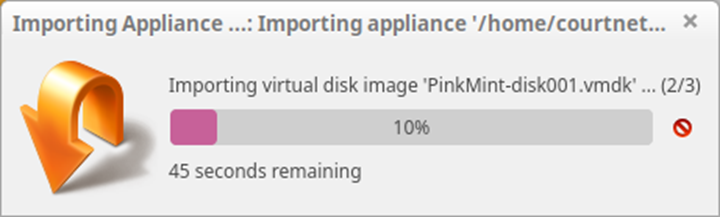 Importing Appliance ...: Importing appliance '/home/courtnet...
Importing virtual disk image 'PinkMint-disk001.vmdk' ... (2/3)
10%
45 seconds remaining